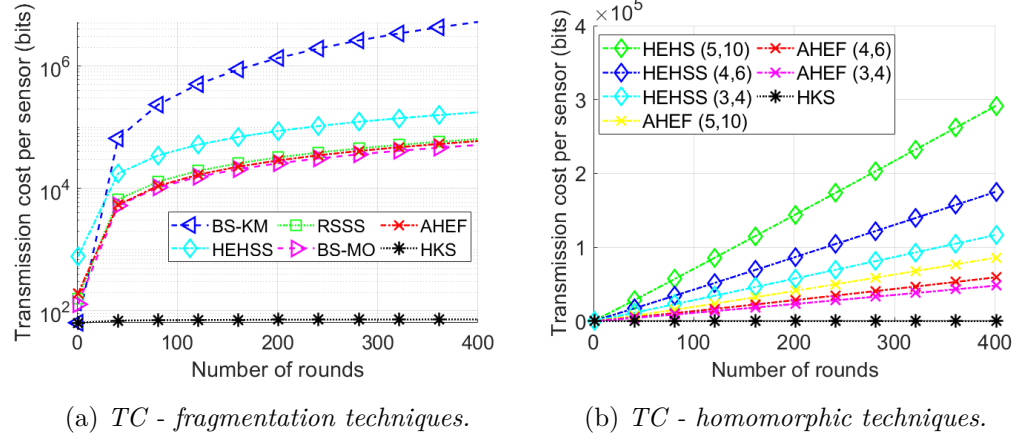 Transmission cost per sensor (bits)
10^6
10^4
10^2
BS-KM RSSS AHEF
HEHSS BS-MO HKS
0 100 200 300 400
Number of rounds
(a) TC - fragmentation techniques.
×10^5
Transmission cost per sensor (bits)
4
3
2
1
0
HEHS (5,10) AHEF (4,6)
HEHSS (4,6) AHEF (3,4)
HEHSS (3,4) HKS
AHEF (5,10)
0 100 200 300 400
Number of rounds
(b) TC - homomorphic techniques.